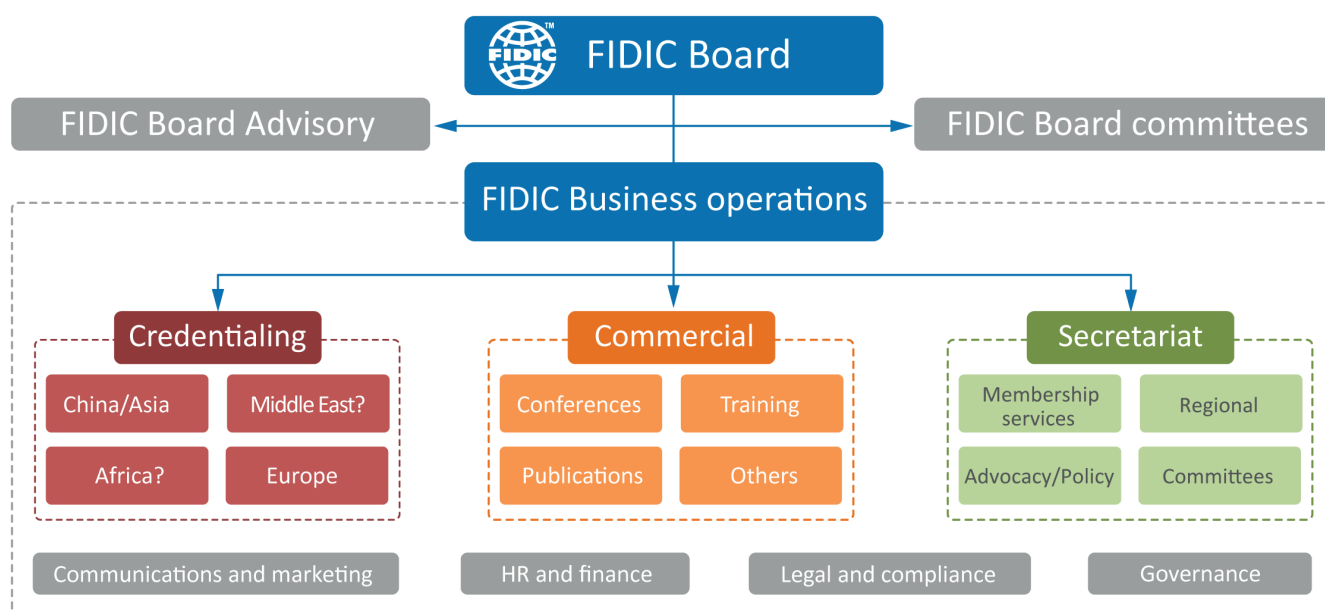 FIDIC
TM
FIDIC Board
FIDIC Board Advisory
FIDIC Board committees
FIDIC Business operations
Credentialing
Commercial
Secretariat
China/Asia
Middle East?
Conferences
Training
Membership
services
Regional
Africa?
Europe
Publications
Others
Advocacy/Policy
Committees
Communications and marketing
HR and finance
Legal and compliance
Governance